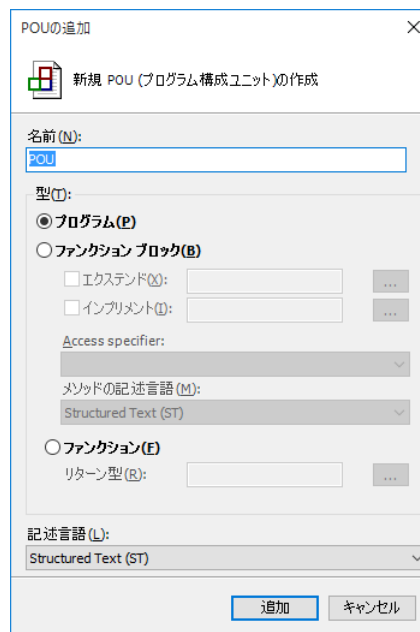 POUの追加
新規 POU (プログラム構成ユニット)の作成
名前(N):
POU
型(T):
プログラム(P)
ファンクション ブロック(B)
エクステンド(X):
...
インプリメント(I):
...
Access specifier:
メソッドの記述言語(M):
Structured Text (ST)
ファンクション(F)
リターン型(R):
...
記述言語(L):
Structured Text (ST)
追加 キャンセル